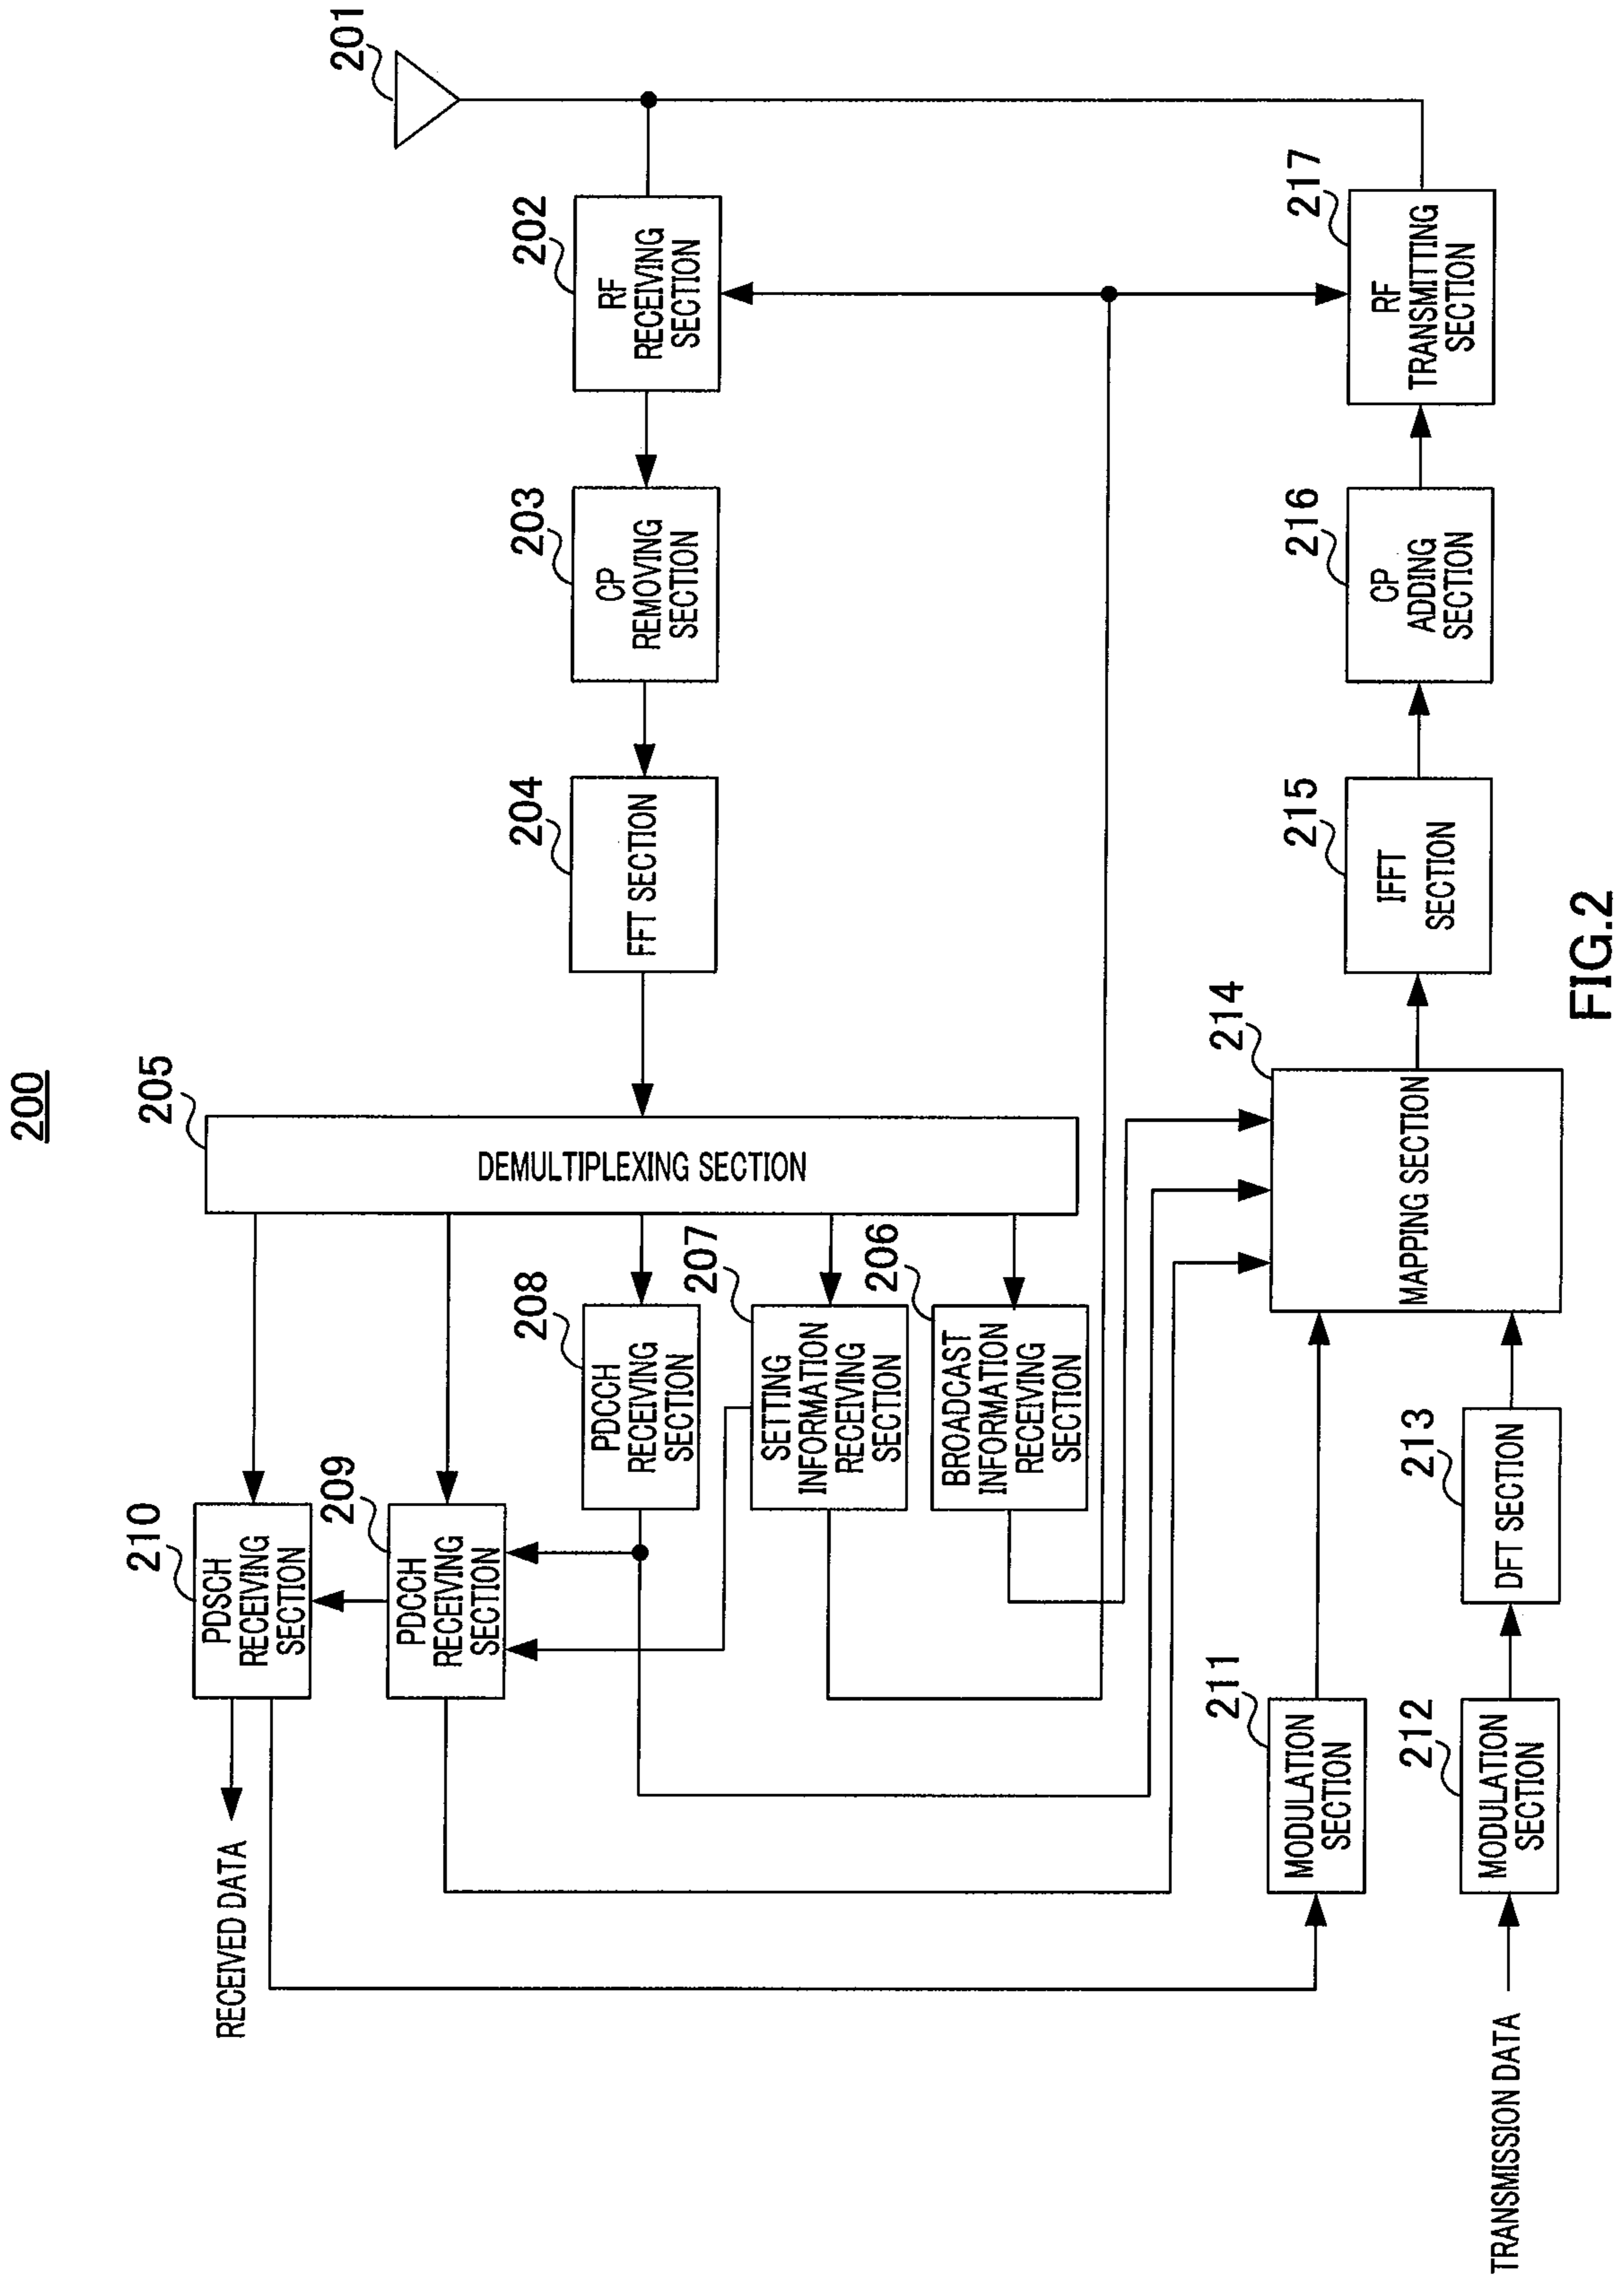 200
210
PDSCH
RECEIVING
SECTION
205
DEMULTIPLEXING SECTION
RECEIVED DATA
209
PDCCH
RECEIVING
SECTION
201
208
PDCCH
RECEIVING
SECTION
204
FFT SECTION
203
CP
REMOVING
SECTION
202
RF
RECEIVING
SECTION
207
SETTING
INFORMATION
RECEIVING
SECTION
206
BROADCAST
INFORMATION
RECEIVING
SECTION
211
MODULATION
SECTION
214
MAPPING SECTION
215
IFFT
SECTION
216
CP
ADDING
SECTION
217
RF
TRANSMITTING
SECTION
TRANSMISSION DATA
212
MODULATION
SECTION
213
DFT SECTION
FIG.2